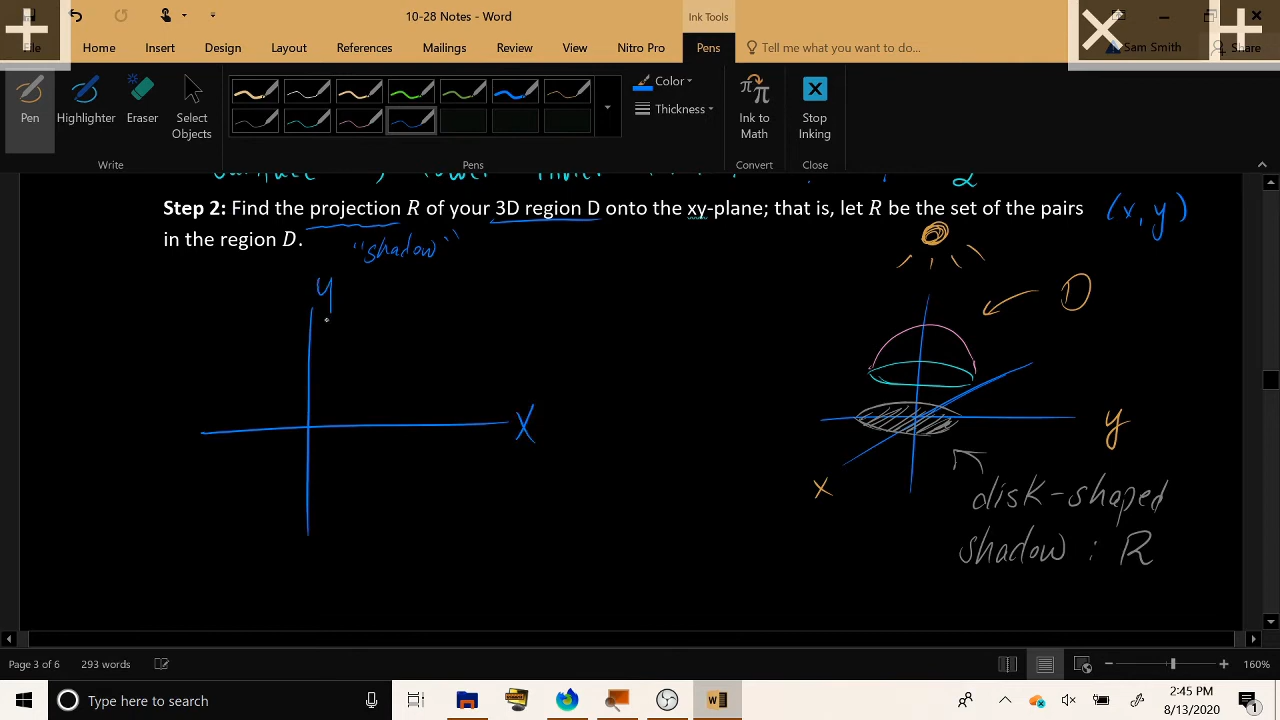 10-28 Notes - Word
Ink Tools
File Home Insert Design Layout References Mailings Review View Nitro Pro Pens Tell me what you want to do... Sam Smith Share
Pen Highlighter Eraser Select Objects
Color
Thickness
Ink to Math
Stop Inking
Write Pens Convert Close
Step 2: Find the projection R of your 3D region D onto the xy-plane; that is, let R be the set of the pairs (x, y)
in the region D.
"shadow"
y
D
x
y
x
disk-shaped
shadow : R
Page 3 of 6 293 words 160%
Type here to search
2:45 PM
8/13/2020
1